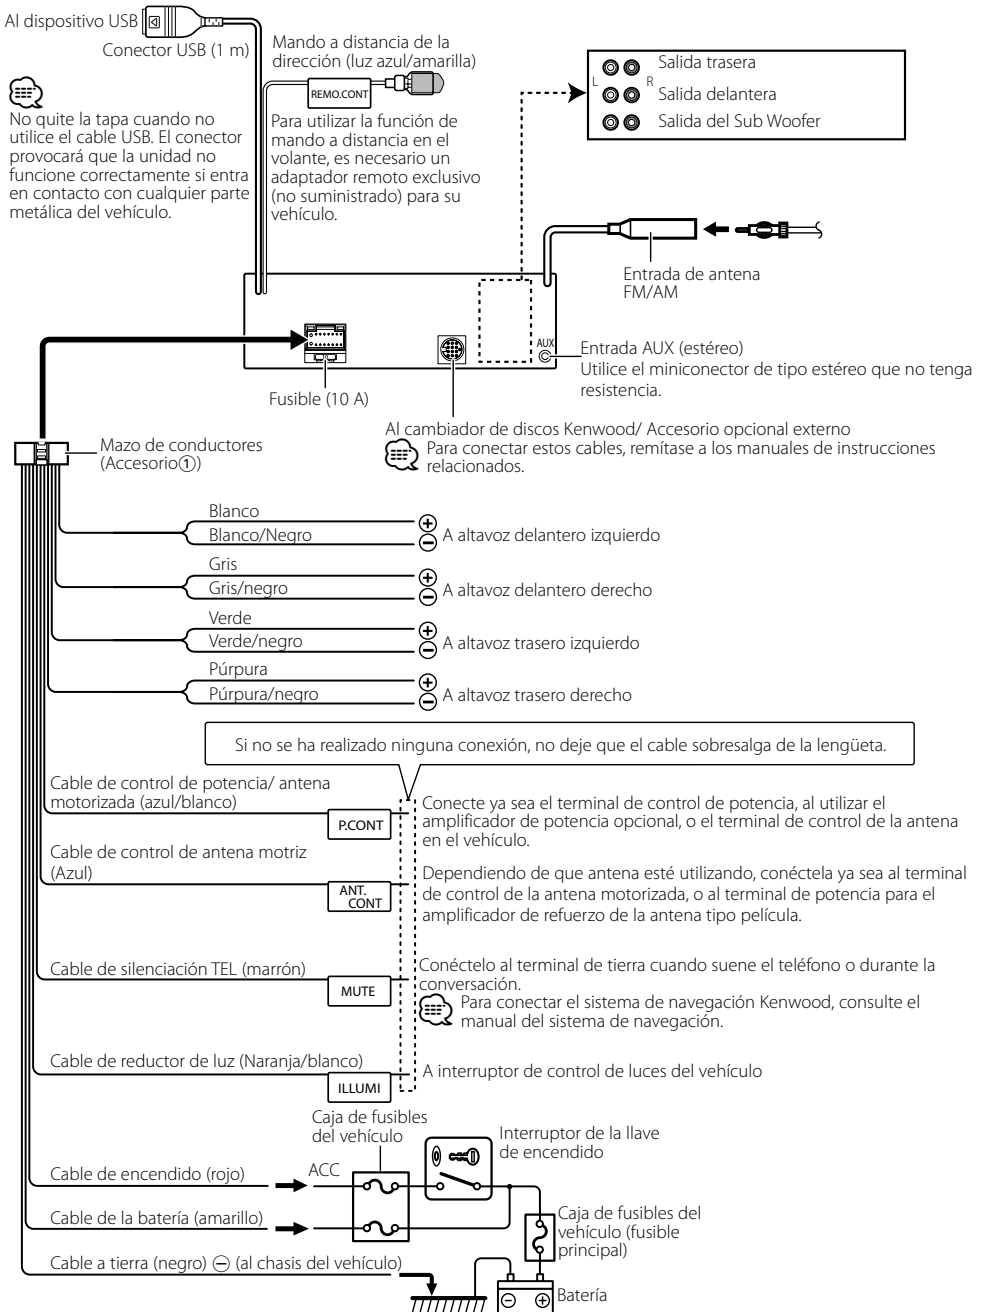 Al dispositivo USB
Conector USB (1 m)
No quite la tapa cuando no
utilice el cable USB. El conector
provocará que la unidad no
funcione correctamente si entra
en contacto con cualquier parte
metálica del vehículo.
Mando a distancia de la
dirección (luz azul/amarilla)
REMO.CONT
Para utilizar la función de
mando a distancia en el
volante, es necesario un
adaptador remoto exclusivo
(no suministrado) para su
vehículo.
L
R
Salida trasera
Salida delantera
Salida del Sub Woofer
Entrada de antena
FM/AM
AUX
Entrada AUX (estéreo)
Utilice el miniconector de tipo estéreo que no tenga
resistencia.
Fusible (10 A)
Al cambiador de discos Kenwood/ Accesorio opcional externo
Para conectar estos cables, remítase a los manuales de instrucciones
relacionados.
Mazo de conductores
(Accesorio①)
Blanco
Blanco/Negro
⊕
⊖
A altavoz delantero izquierdo
Gris
Gris/negro
⊕
⊖
A altavoz delantero derecho
Verde
Verde/negro
⊕
⊖
A altavoz trasero izquierdo
Púrpura
Púrpura/negro
⊕
⊖
A altavoz trasero derecho
Si no se ha realizado ninguna conexión, no deje que el cable sobresalga de la lengüeta.
Cable de control de potencia/ antena
motorizada (azul/blanco)
P.CONT
Conecte ya sea el terminal de control de potencia, al utilizar el
amplificador de potencia opcional, o el terminal de control de la antena
en el vehículo.
Cable de control de antena motriz
(Azul)
ANT.
CONT
Dependiendo de que antena esté utilizando, conéctela ya sea al terminal
de control de la antena motorizada, o al terminal de potencia para el
amplificador de refuerzo de la antena tipo película.
Cable de silenciación TEL (marrón)
MUTE
Conéctelo al terminal de tierra cuando suene el teléfono o durante la
conversación.
Para conectar el sistema de navegación Kenwood, consulte el
manual del sistema de navegación.
Cable de reductor de luz (Naranja/blanco)
ILLUMI
A interruptor de control de luces del vehículo
Caja de fusibles
del vehículo
Interruptor de la llave
de encendido
Cable de encendido (rojo)
ACC
Cable de la batería (amarillo)
Caja de fusibles del
vehículo (fusible
principal)
Cable a tierra (negro) ⊖ (al chasis del vehículo)
⊖
⊕
Batería